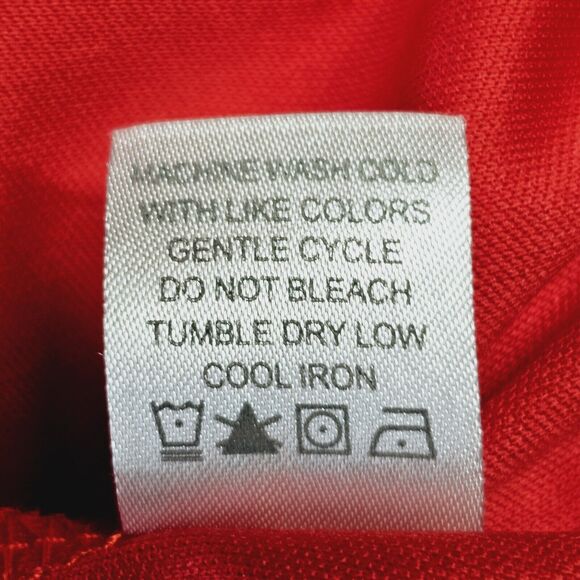 MACHINE WASH COLD
WITH LIKE COLORS
GENTLE CYCLE
DO NOT BLEACH
TUMBLE DRY LOW
COOL IRON